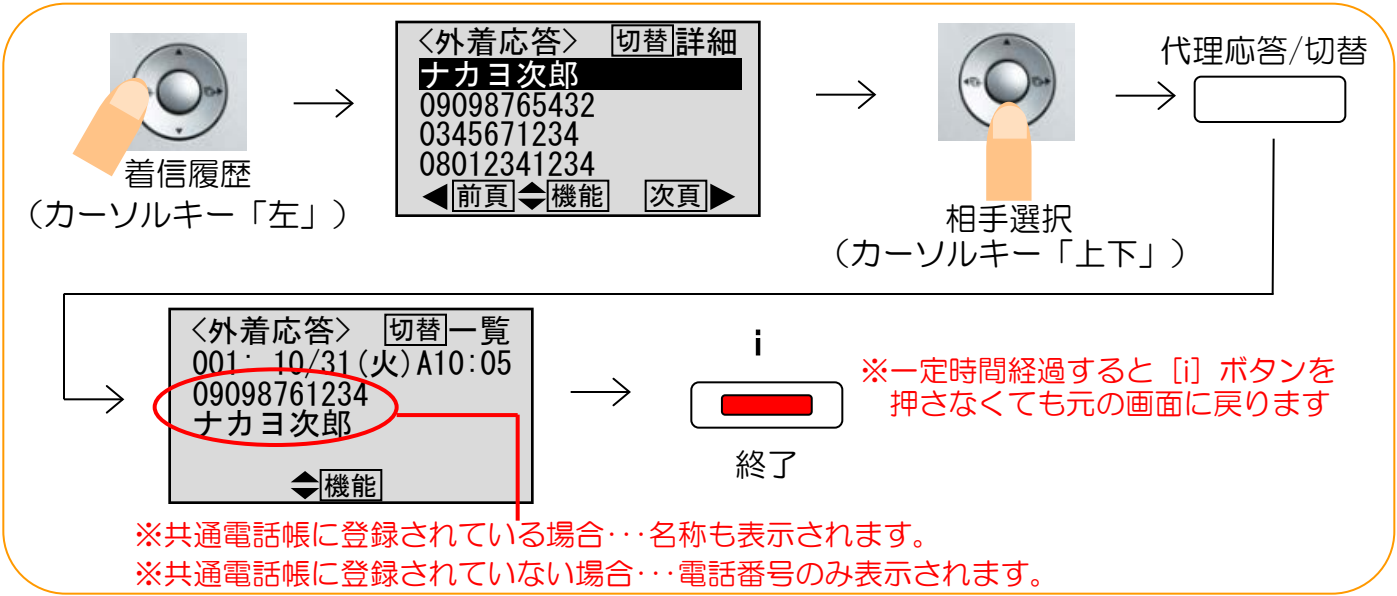 着信履歴
(カーソルキー「左」)
〈外着応答〉 切替詳細
ナカヨ次郎
09098765432
0345671234
08012341234
◀前頁◆機能 次頁▶
相手選択
(カーソルキー「上下」)
代理応答/切替
〈外着応答〉 切替一覧
001: 10/31(火)A10:05
09098761234
ナカヨ次郎
◆機能
i
終了
※一定時間経過すると [i] ボタンを
押さなくても元の画面に戻ります
※共通電話帳に登録されている場合･･･名称も表示されます。
※共通電話帳に登録されていない場合･･･電話番号のみ表示されます。